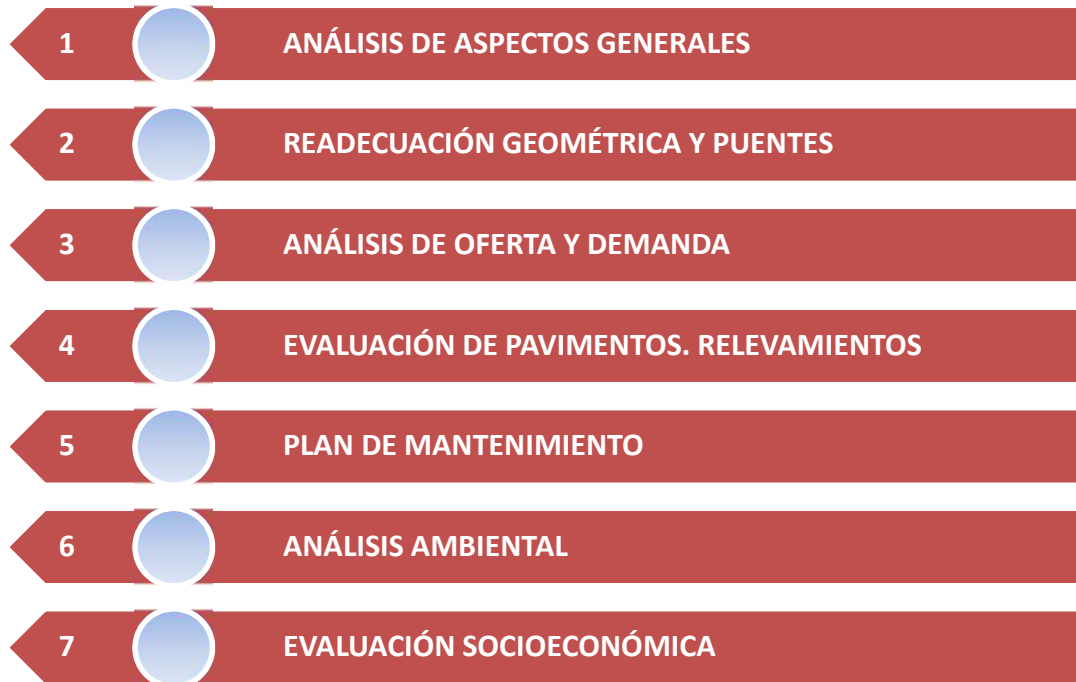 1 ANÁLISIS DE ASPECTOS GENERALES
2 READECUACIÓN GEOMÉTRICA Y PUENTES
3 ANÁLISIS DE OFERTA Y DEMANDA
4 EVALUACIÓN DE PAVIMENTOS. RELEVAMIENTOS
5 PLAN DE MANTENIMIENTO
6 ANÁLISIS AMBIENTAL
7 EVALUACIÓN SOCIOECONÓMICA